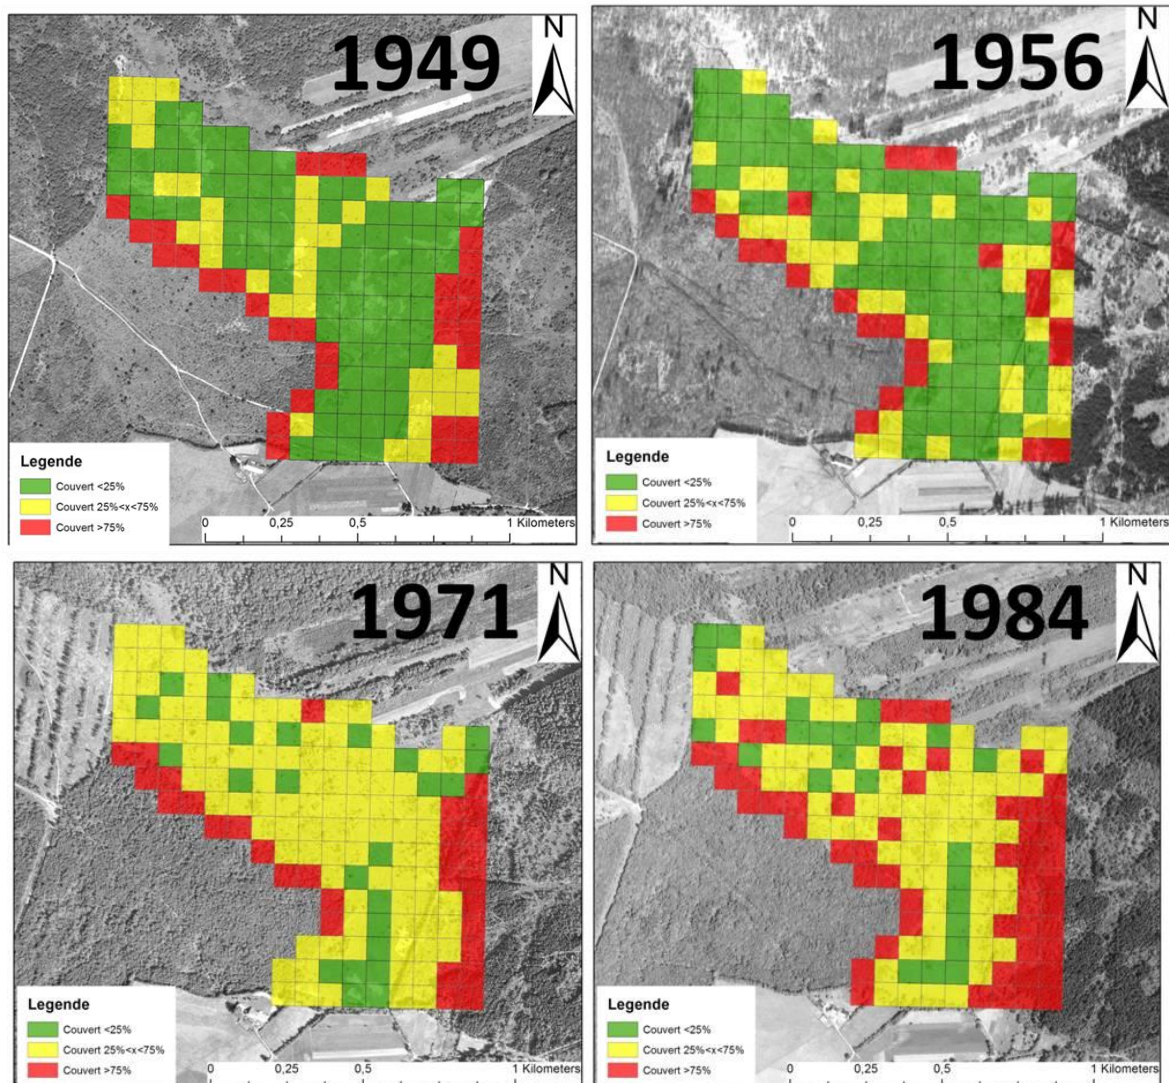 1949
N
Legende
Couvert <25%
Couvert 25%<x<75%
Couvert >75%
0 0,25 0,5 1 Kilometers
1956
N
Legende
Couvert <25%
Couvert 25%<x<75%
Couvert >75%
0 0,25 0,5 1 Kilometers
1971
N
Legende
Couvert <25%
Couvert 25%<x<75%
Couvert >75%
0 0,25 0,5 1 Kilometers
1984
N
Legende
Couvert <25%
Couvert 25%<x<75%
Couvert >75%
0 0,25 0,5 1 Kilometers